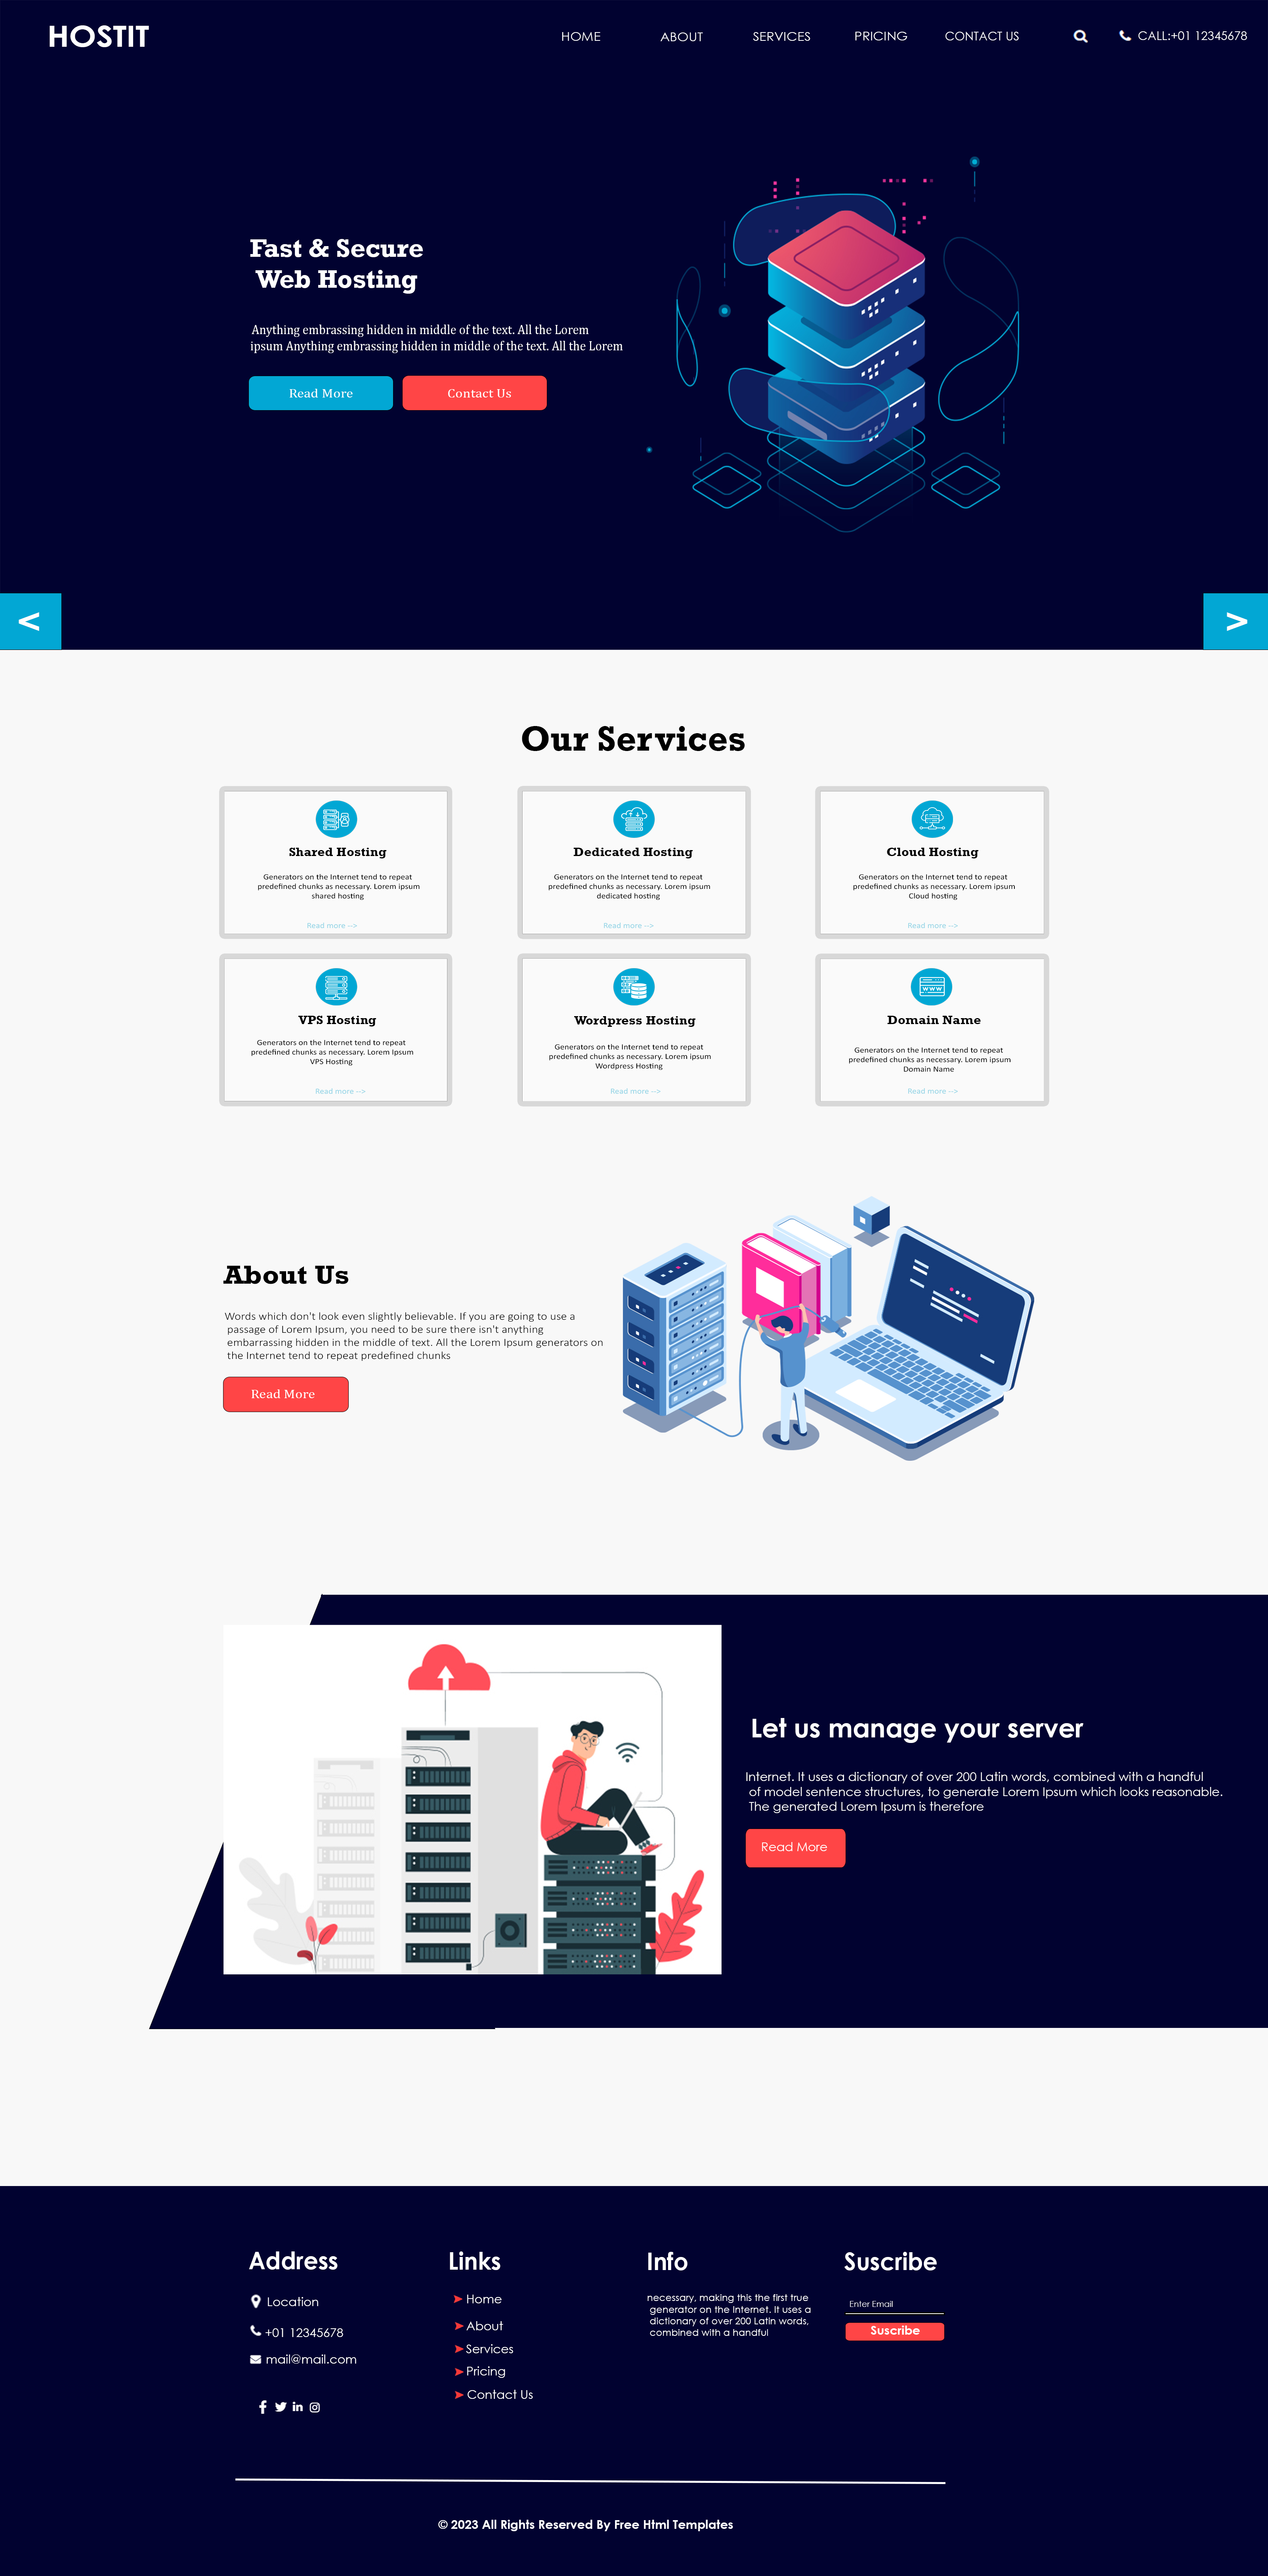 HOSTIT
HOME ABOUT SERVICES PRICING CONTACT US CALL:+01 12345678
Fast & Secure
Web Hosting
Anything embrassing hidden in middle of the text. All the Lorem
ipsum Anything embrassing hidden in middle of the text. All the Lorem
Read More
Contact Us
<
>
Our Services
Shared Hosting
Generators on the Internet tend to repeat
predefined chunks as necessary. Lorem ipsum
shared hosting
Read more -->
Dedicated Hosting
Generators on the Internet tend to repeat
predefined chunks as necessary. Lorem ipsum
dedicated hosting
Read more -->
Cloud Hosting
Generators on the Internet tend to repeat
predefined chunks as necessary. Lorem ipsum
Cloud hosting
Read more -->
VPS Hosting
Generators on the Internet tend to repeat
predefined chunks as necessary. Lorem Ipsum
VPS Hosting
Read more -->
Wordpress Hosting
Generators on the Internet tend to repeat
predefined chunks as necessary. Lorem ipsum
Wordpress Hosting
Read more -->
WWW
Domain Name
Generators on the Internet tend to repeat
predefined chunks as necessary. Lorem ipsum
Domain Name
Read more -->
About Us
Words which don't look even slightly believable. If you are going to use a
passage of Lorem Ipsum, you need to be sure there isn't anything
embarrassing hidden in the middle of text. All the Lorem Ipsum generators on
the Internet tend to repeat predefined chunks
Read More
Let us manage your server
Internet. It uses a dictionary of over 200 Latin words, combined with a handful
of model sentence structures, to generate Lorem Ipsum which looks reasonable.
The generated Lorem Ipsum is therefore
Read More
Address
Location
+01 12345678
mail@mail.com
Links
Home
About
Services
Pricing
Contact Us
Info
necessary, making this the first true
generator on the Internet. It uses a
dictionary of over 200 Latin words,
combined with a handful
Suscribe
Enter Email
Suscribe
© 2023 All Rights Reserved By Free Html Templates